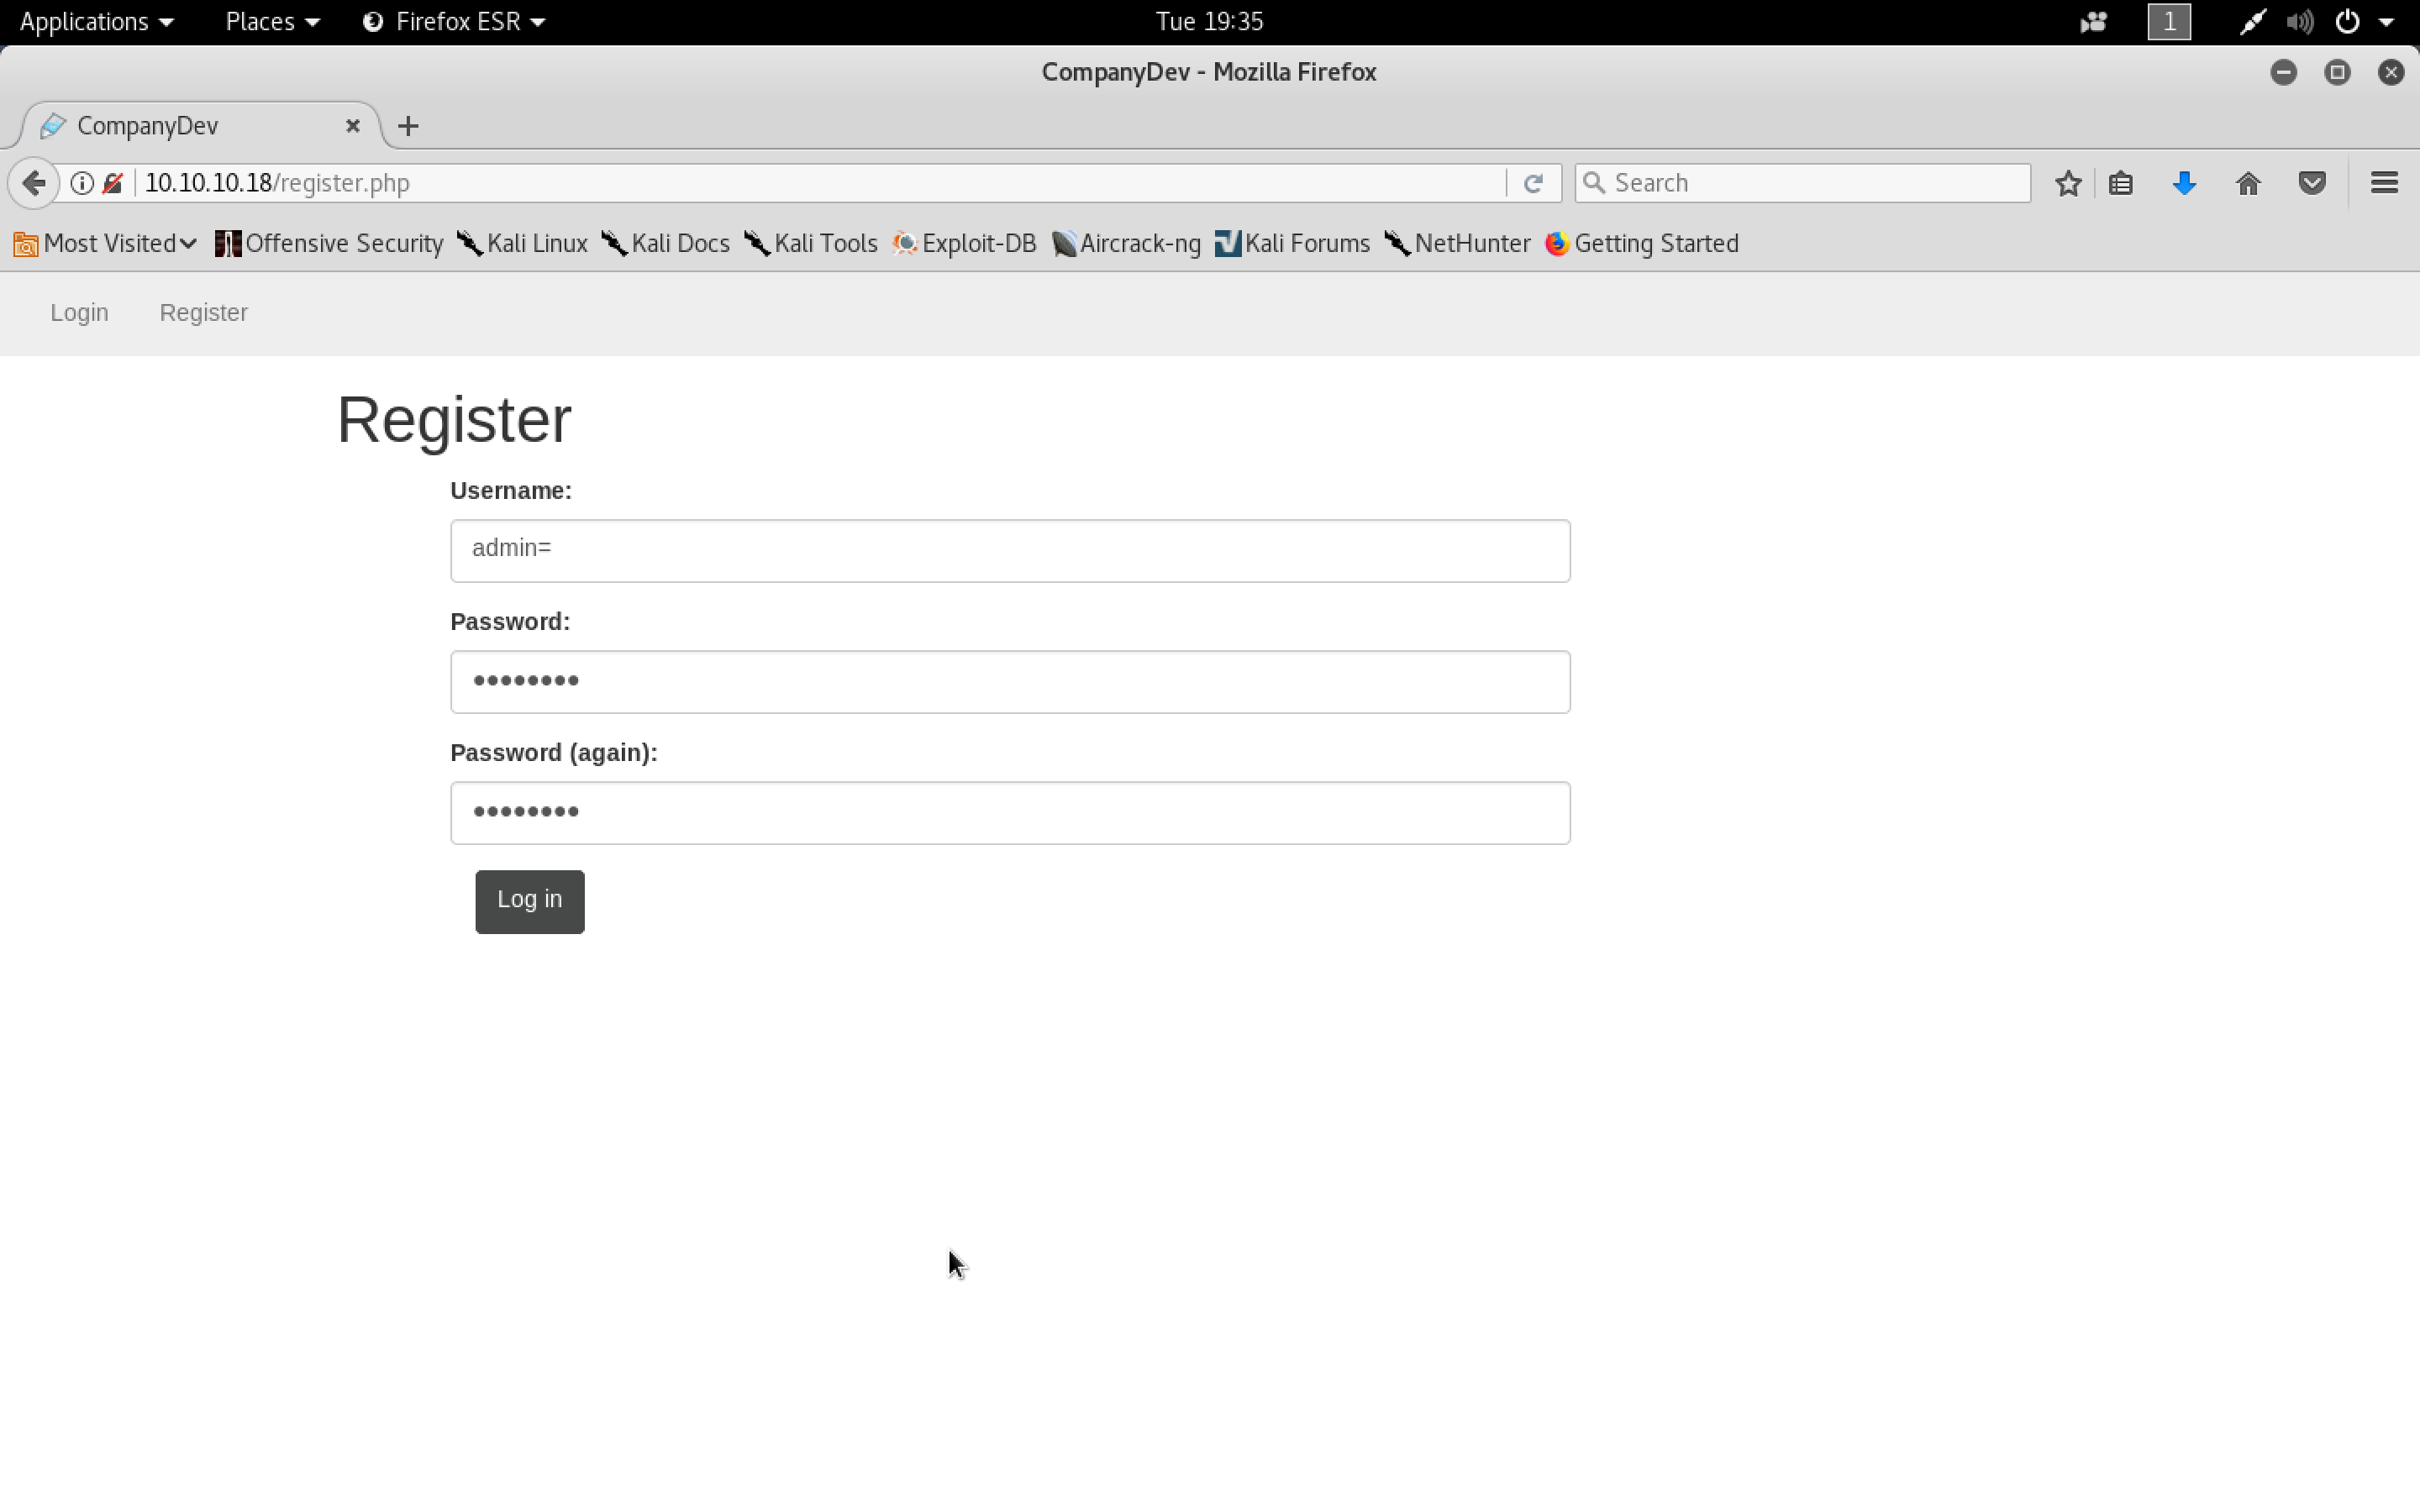 Applications Places Firefox ESR Tue 19:35 1
CompanyDev - Mozilla Firefox
CompanyDev
10.10.10.18/register.php Search
Most Visited Offensive Security Kali Linux Kali Docs Kali Tools Exploit-DB Aircrack-ng Kali Forums NetHunter Getting Started
Login Register
Register
Username:
admin=
Password:
••••••••
Password (again):
••••••••
Log in